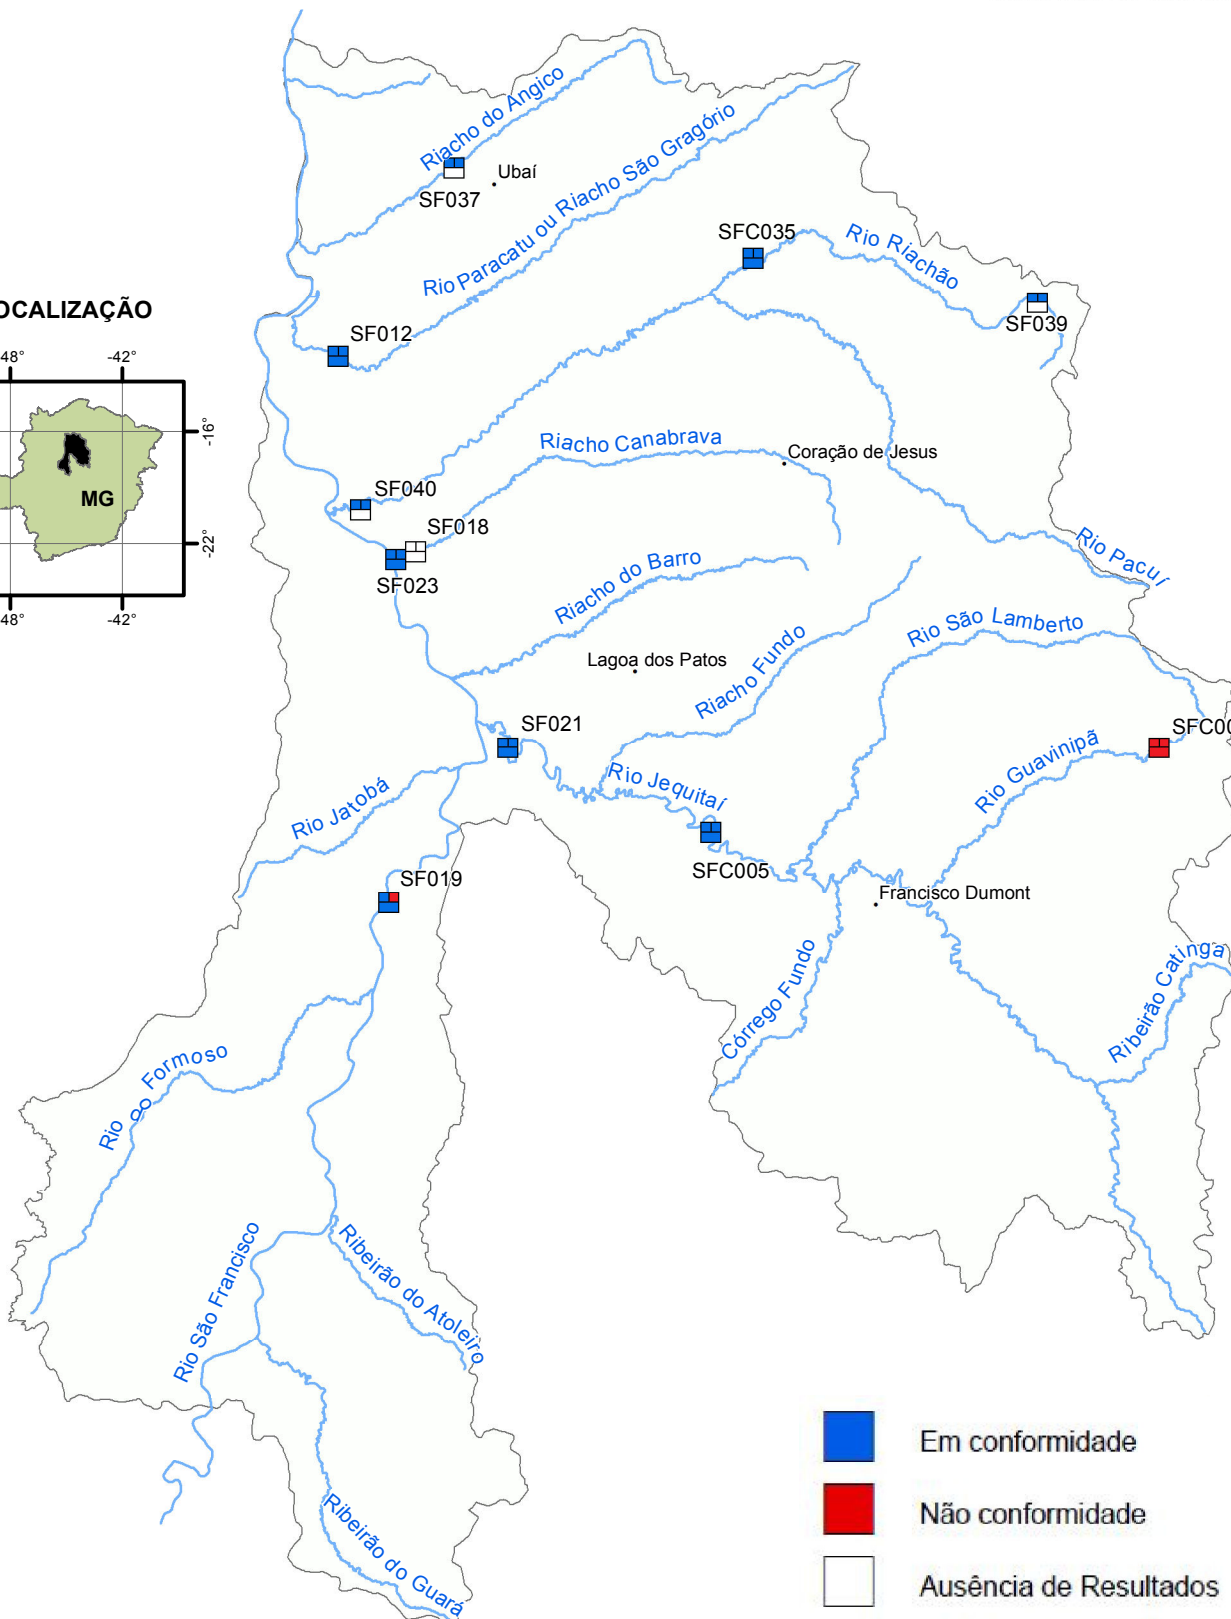 Riacho do Angico
Ubaí
SF037
Rio Paracatu ou Riacho São Gragório
SFC035
Rio Riachão
SF039
OCALIZAÇÃO
48°
-42°
-16°
MG
-22°
48°
-42°
SF012
Riacho Canabrava
Coração de Jesus
SF040
SF018
SF023
Rio Pacuí
Riacho do Barro
Rio São Lamberto
Lagoa dos Patos
Riacho Fundo
SF021
SFC00
Rio Guavinipã
Rio Jequitaí
Rio Jatobá
SFC005
SF019
Francisco Dumont
Córrego Fundo
Ribeirão Catinga
Rio do Formoso
Rio São Francisco
Ribeirão do Atoleiro
Ribeirão do Guará
Em conformidade
Não conformidade
Ausência de Resultados